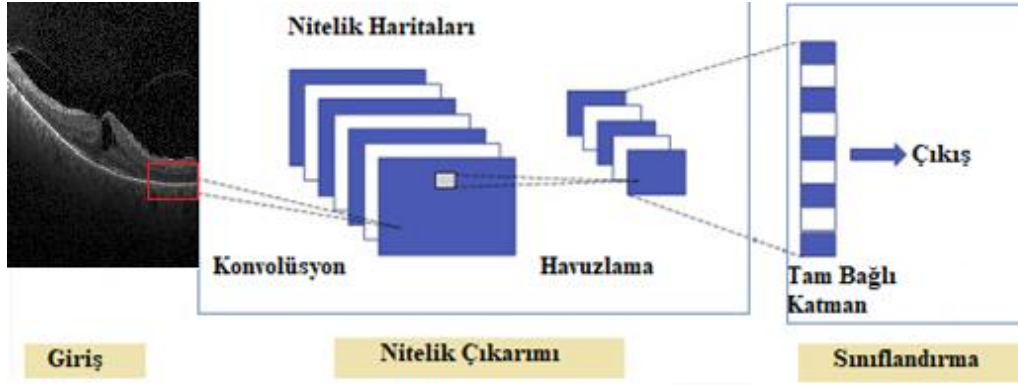 Nitelik Haritaları
Çıkış
Konvolüsyon
Havuzlama
Tam Bağlı
Katman
Giriş
Nitelik Çıkarımı
Sınıflandırma